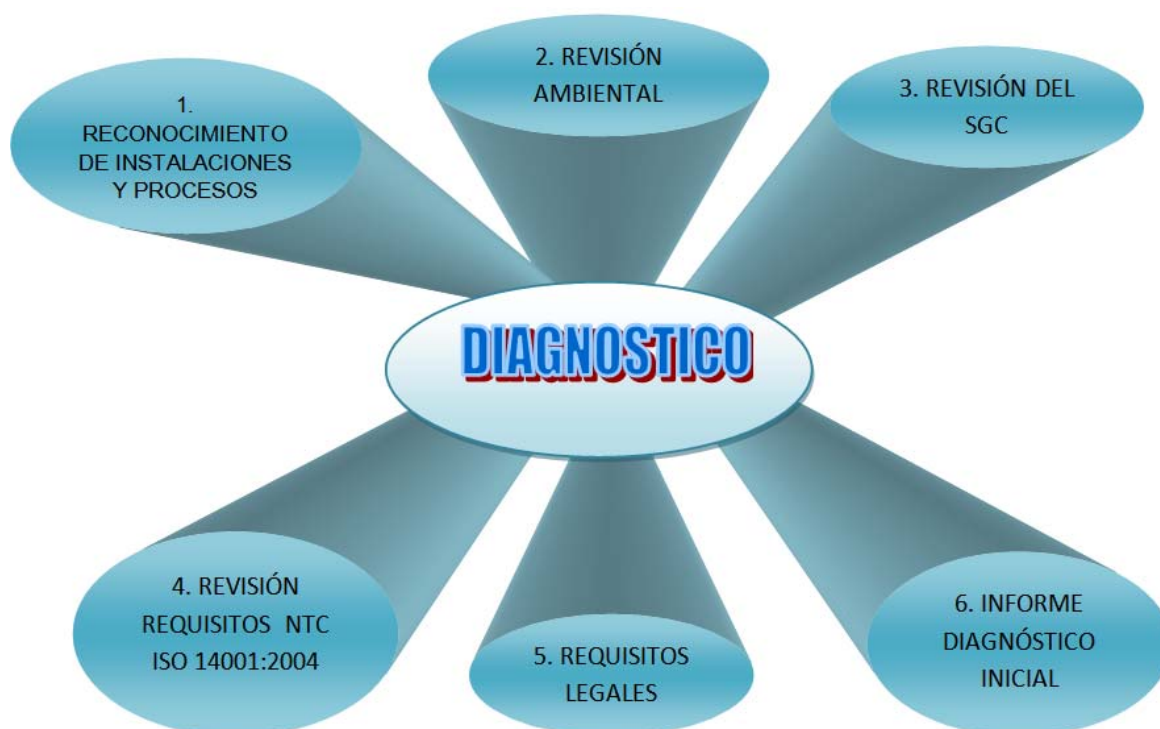 1.
RECONOCIMIENTO
DE INSTALACIONES
Y PROCESOS
2. REVISIÓN
AMBIENTAL
3. REVISIÓN DEL
SGC
DIAGNOSTICO
4. REVISIÓN
REQUISITOS NTC
ISO 14001:2004
5. REQUISITOS
LEGALES
6. INFORME
DIAGNÓSTICO
INICIAL